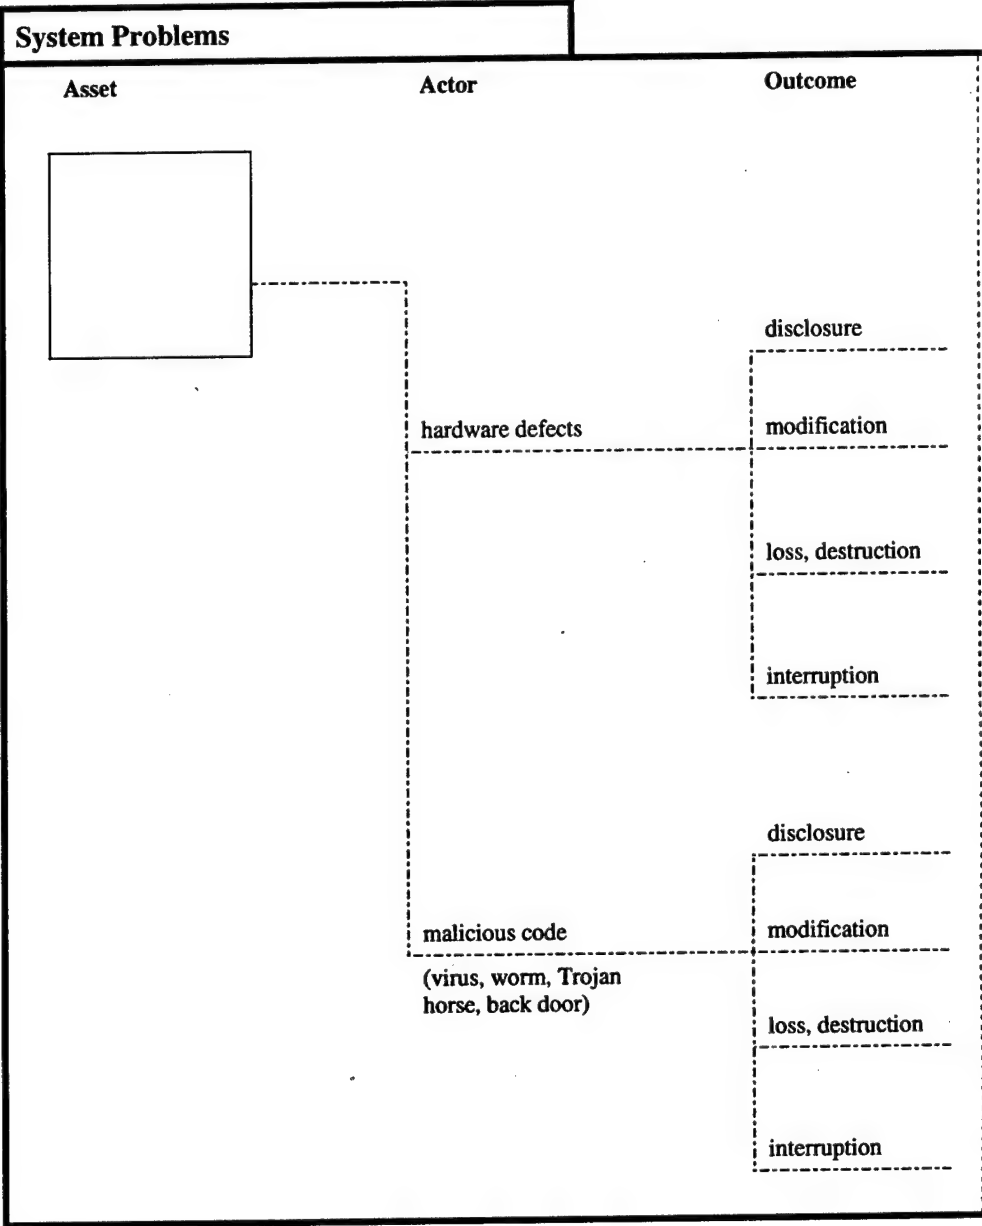 System Problems
Asset Actor Outcome
disclosure
hardware defects modification
loss, destruction
interruption
disclosure
malicious code modification
(virus, worm, Trojan
horse, back door)
loss, destruction
interruption